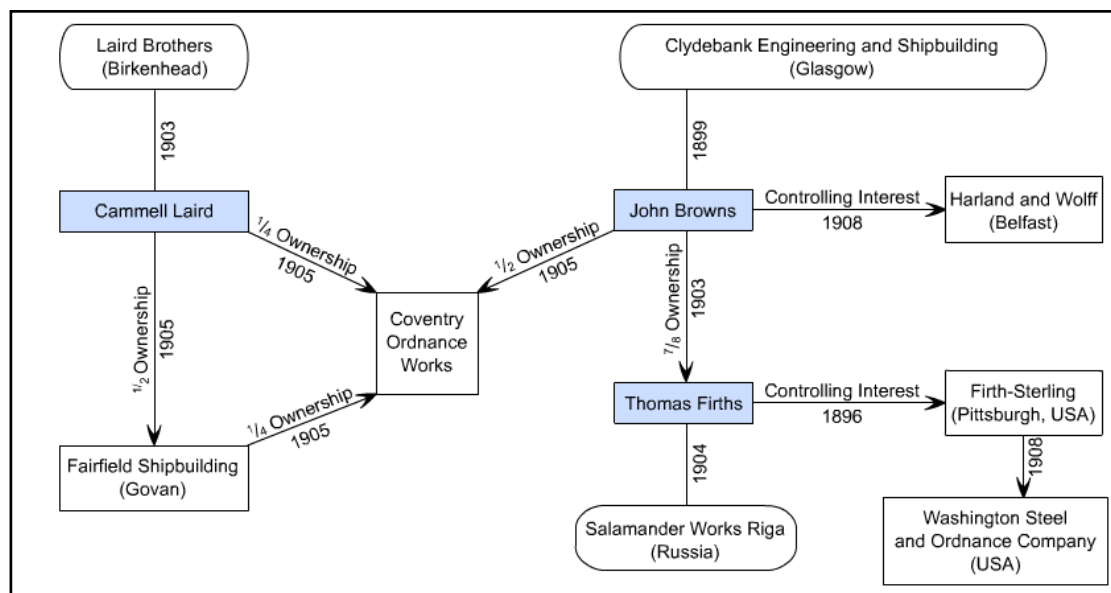 Laird Brothers
(Birkenhead)
Clydebank Engineering and Shipbuilding
(Glasgow)
1903
1899
Cammell Laird
John Browns
Controlling Interest
1908
Harland and Wolff
(Belfast)
1/4 Ownership
1905
1/2 Ownership
1905
1/2 Ownership
1905
Coventry
Ordnance
Works
7/8 Ownership
1903
Thomas Firths
Controlling Interest
1896
Firth-Sterling
(Pittsburgh, USA)
1/4 Ownership
1905
Fairfield Shipbuilding
(Govan)
1904
1908
Salamander Works Riga
(Russia)
Washington Steel
and Ordnance Company
(USA)